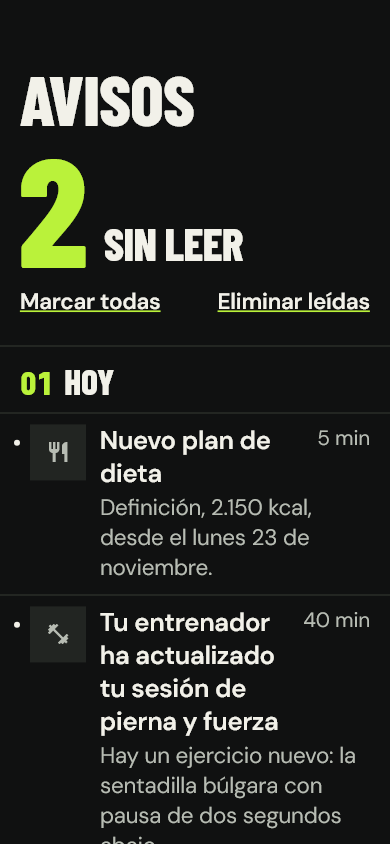 AVISOS
2 SIN LEER
Marcar todas Eliminar leídas
01 HOY
Nuevo plan de 5 min
dieta
Definición, 2.150 kcal,
desde el lunes 23 de
noviembre.
Tu entrenador 40 min
ha actualizado
tu sesión de
pierna y fuerza
Hay un ejercicio nuevo: la
sentadilla búlgara con
pausa de dos segundos